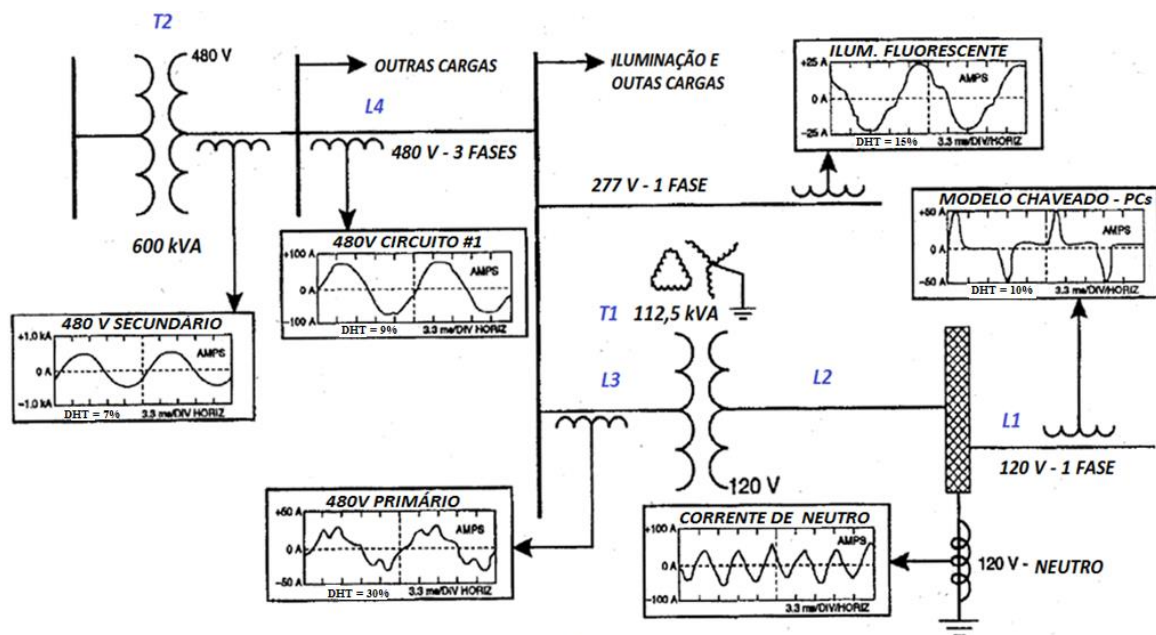 T2
480 V
600 kVA
OUTRAS CARGAS
L4
480 V - 3 FASES
ILUMINAÇÃO E
OUTAS CARGAS
ILUM. FLUORESCENTE
+25 A
AMPS
0 A
-25 A
DHT = 15%
3.3 ms/DIV/HORIZ
277 V - 1 FASE
MODELO CHAVEADO - PCs
+50 A
AMPS
0 A
-50 A
DHT = 10%
3.3 ms/DIV/HORIZ
480V CIRCUITO #1
+100 A
AMPS
0 A
-100 A
DHT = 9%
3.3 ms/DIV HORIZ
480 V SECUNDÁRIO
+1.0 kA
AMPS
0 A
-1.0 kA
DHT = 7%
3.3 ms/DIV HORIZ
T1
112,5 kVA
L3
L2
L1
120 V - 1 FASE
120 V
480V PRIMÁRIO
+50 A
AMPS
0 A
-50 A
DHT = 30%
3.3 ms/DIV/HORIZ
CORRENTE DE NEUTRO
+100 A
AMPS
0 A
-100 A
3.3 ms/DIV/HORIZ
120 V - NEUTRO